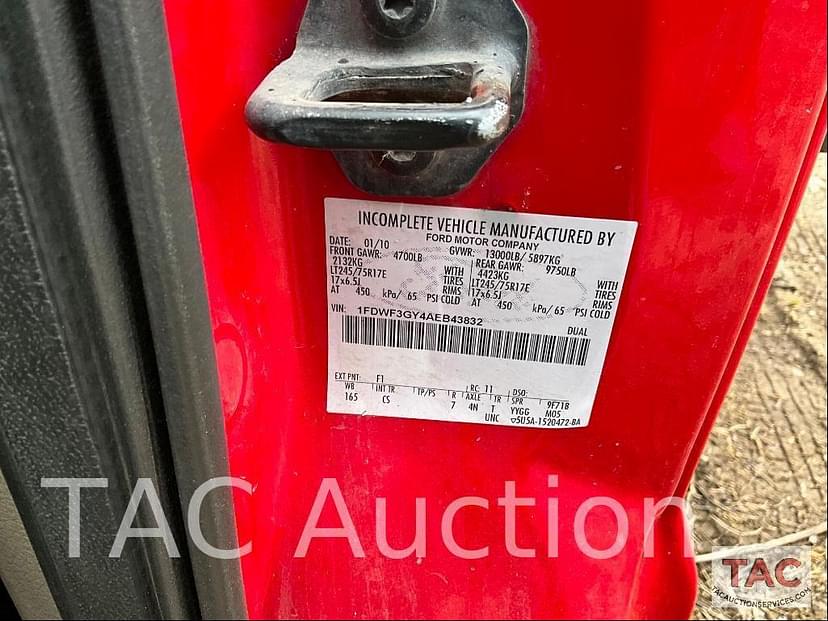 INCOMPLETE VEHICLE MANUFACTURED BY
FORD MOTOR COMPANY
DATE: 01/10 GVWR: 13000LB/ 5897KG
FRONT GAWR: 4700LB REAR GAWR: 9750LB
2132KG WITH 4423KG WITH
LT245/75R17E TIRES LT245/75R17E TIRES
17x6.5J RIMS 17x6.5J RIMS
AT 450 kPa/ 65 PSI COLD AT 450 kPa/ 65 PSI COLD
VIN: 1FDWF3GY4AEB43832 DUAL
EXT PNT: F1 RC: 11 DSO:
WB INT TR TP/PS R AXLE TR SPR 9F71B
165 CS 7 4N T YYGG M05
UNC ▽5U5A-1520472-BA
TAC Auction
TAC
TACAUCTIONSERVICES.COM